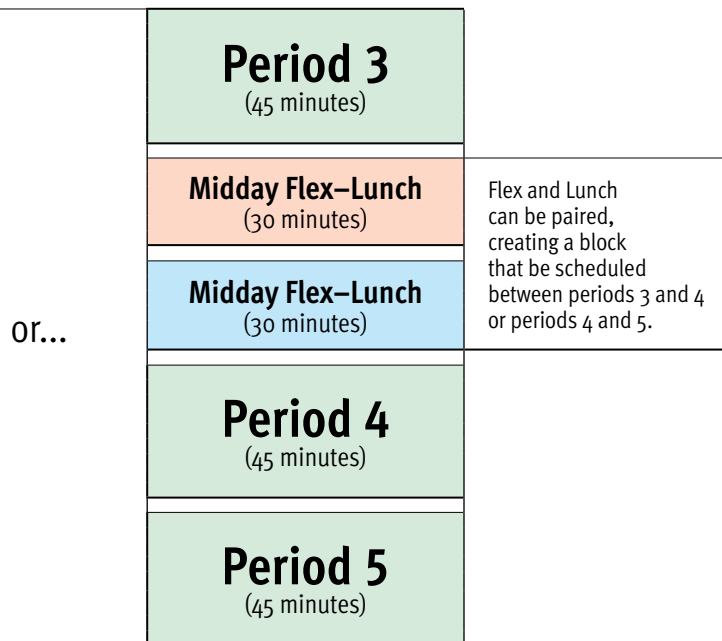 Period 3
(45 minutes)
Midday Flex–Lunch
(30 minutes)
Flex and Lunch
can be paired,
creating a block
that be scheduled
between periods 3 and 4
or periods 4 and 5.
Midday Flex–Lunch
(30 minutes)
or...
Period 4
(45 minutes)
Period 5
(45 minutes)